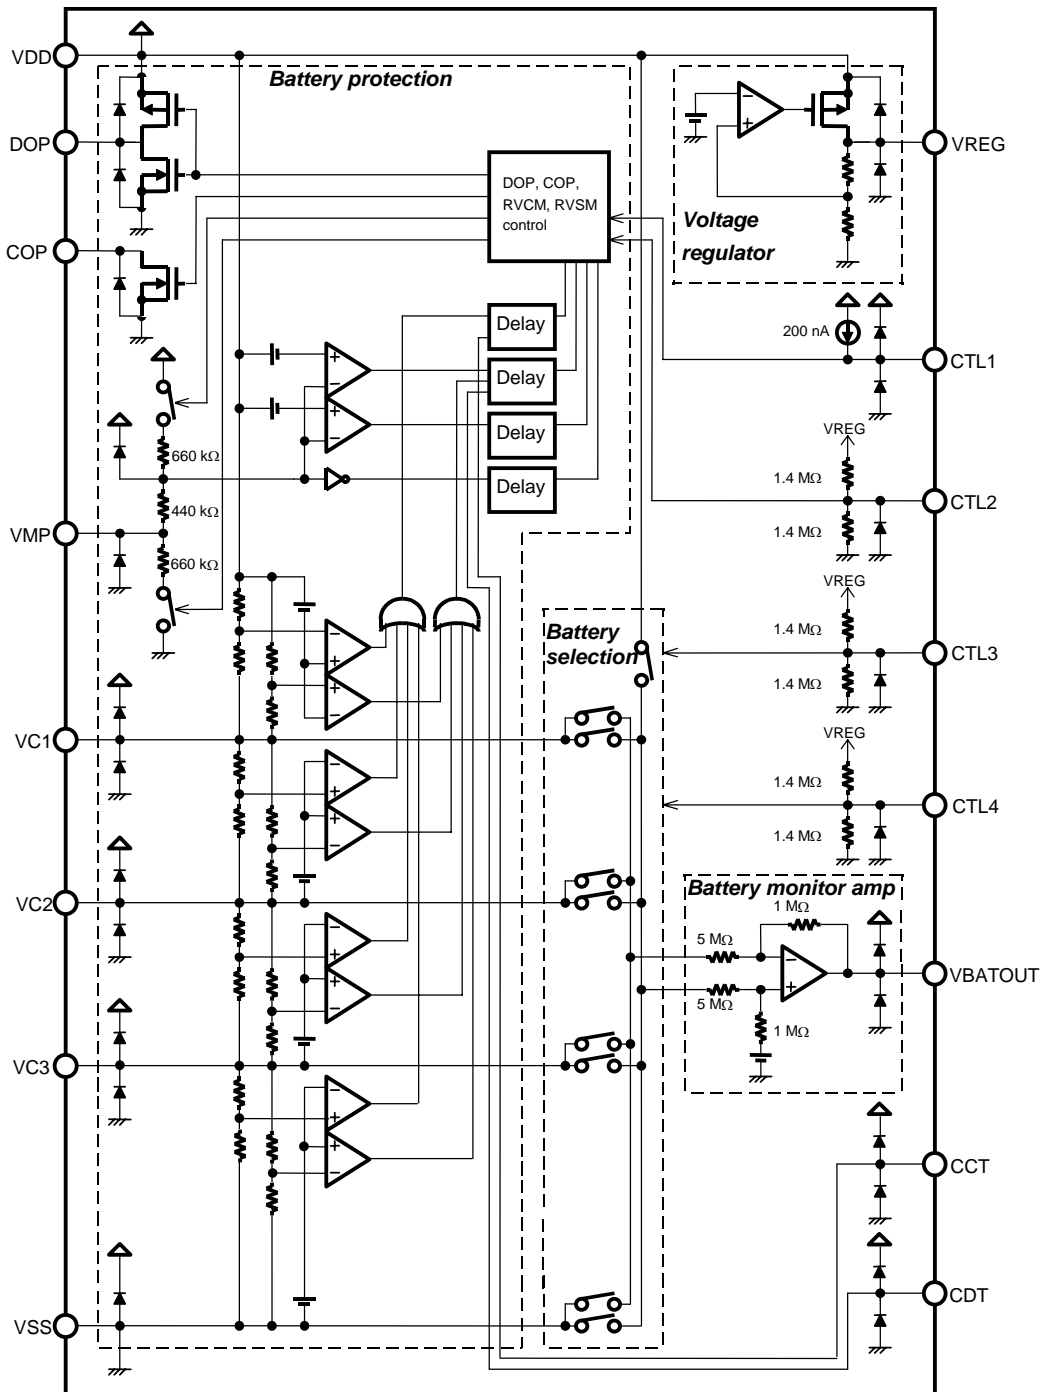 VDD
Battery protection
DOP
DOP, COP,
RVCM, RVSM
control
VREG
Voltage
regulator
COP
Delay
200 nA
CTL1
Delay
Delay
VREG
660 kΩ
1.4 MΩ
Delay
CTL2
440 kΩ
1.4 MΩ
VMP
660 kΩ
VREG
Battery
selection
1.4 MΩ
CTL3
1.4 MΩ
VC1
VREG
1.4 MΩ
CTL4
1.4 MΩ
Battery monitor amp
VC2
1 MΩ
5 MΩ
VBATOUT
5 MΩ
1 MΩ
VC3
CCT
CDT
VSS